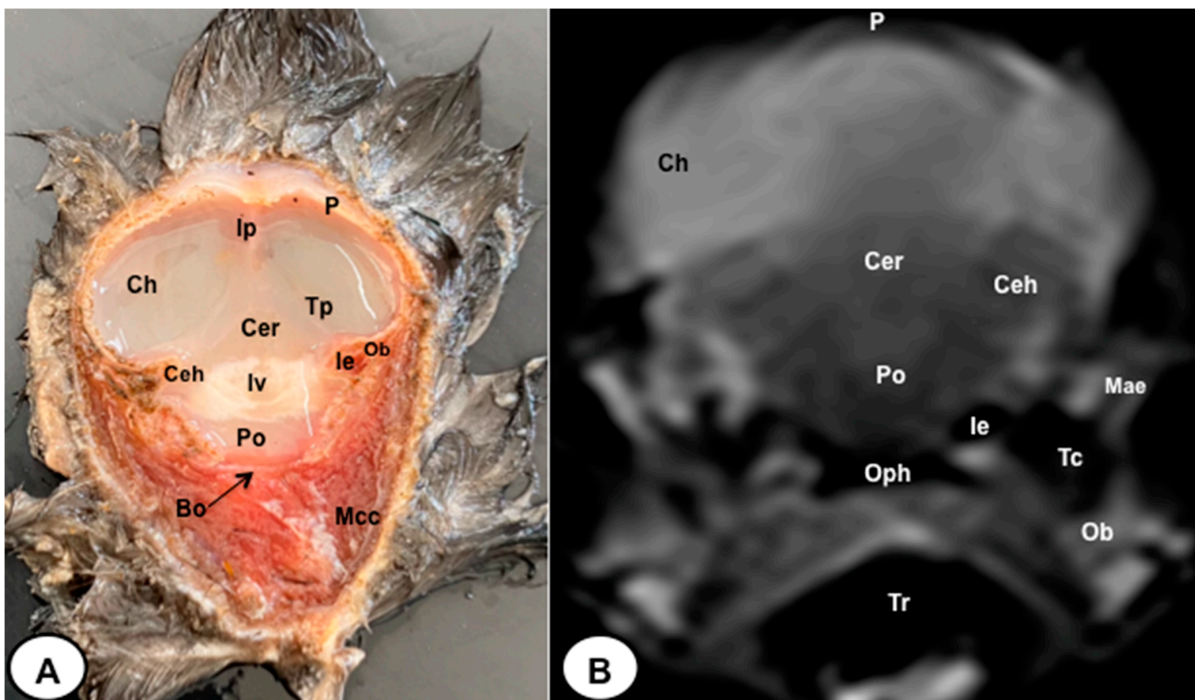 P
Ip
Ch
Tp
Cer
Ob
Ie
Ceh
Iv
Po
Bo
Mcc
A
P
Ch
Cer
Ceh
Po
Mae
Ie
Tc
Oph
Ob
Tr
B